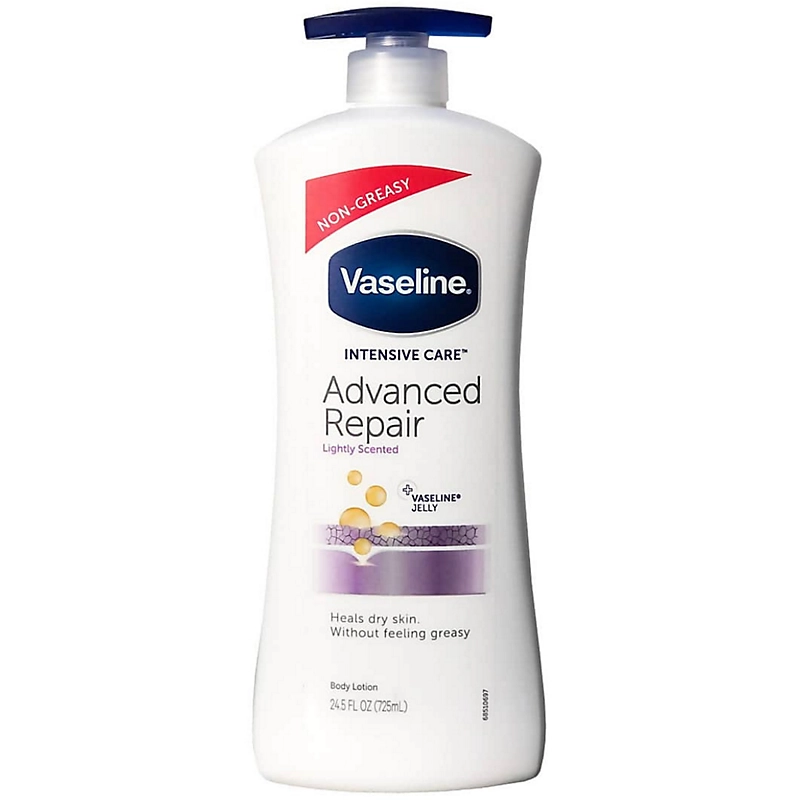 NON-GREASY
Vaseline®
INTENSIVE CARE™
Advanced
Repair
Lightly Scented
VASELINE®
JELLY
Heals dry skin.
Without feeling greasy
Body Lotion
24.5 FL OZ (725mL)
68510697